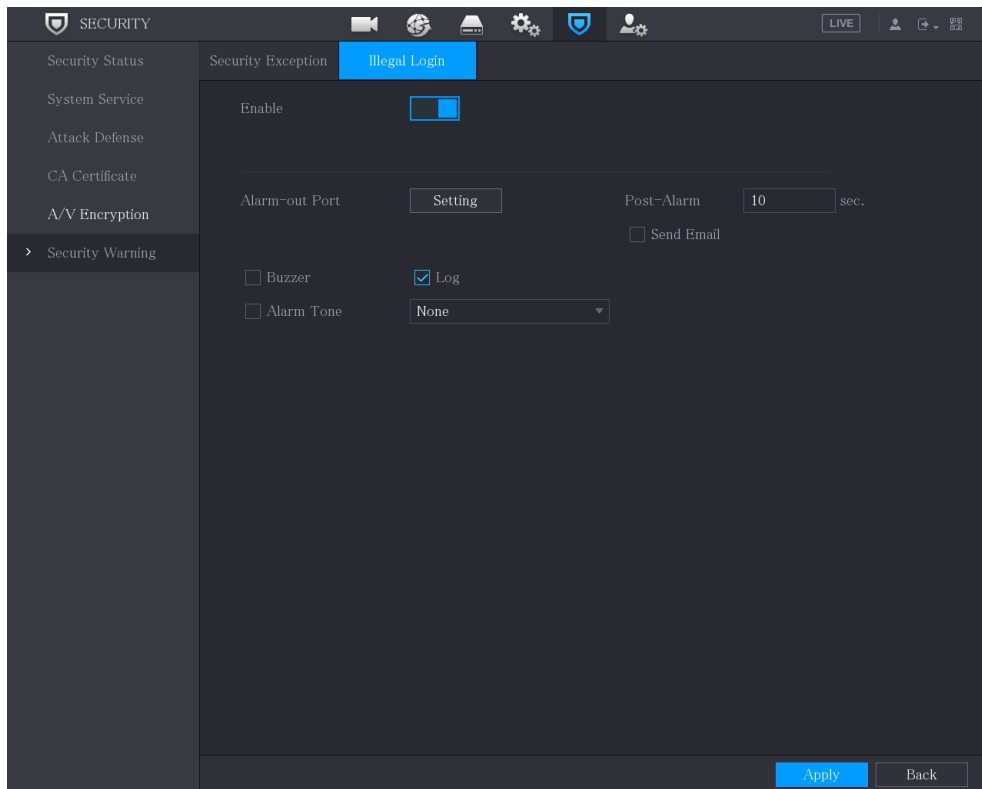 SECURITY
LIVE
Security Status
System Service
Attack Defense
CA Certificate
A/V Encryption
Security Warning
Security Exception
Illegal Login
Enable
Alarm-out Port
Setting
Post-Alarm
10
sec.
Send Email
Buzzer
Log
Alarm Tone
None
Apply
Back